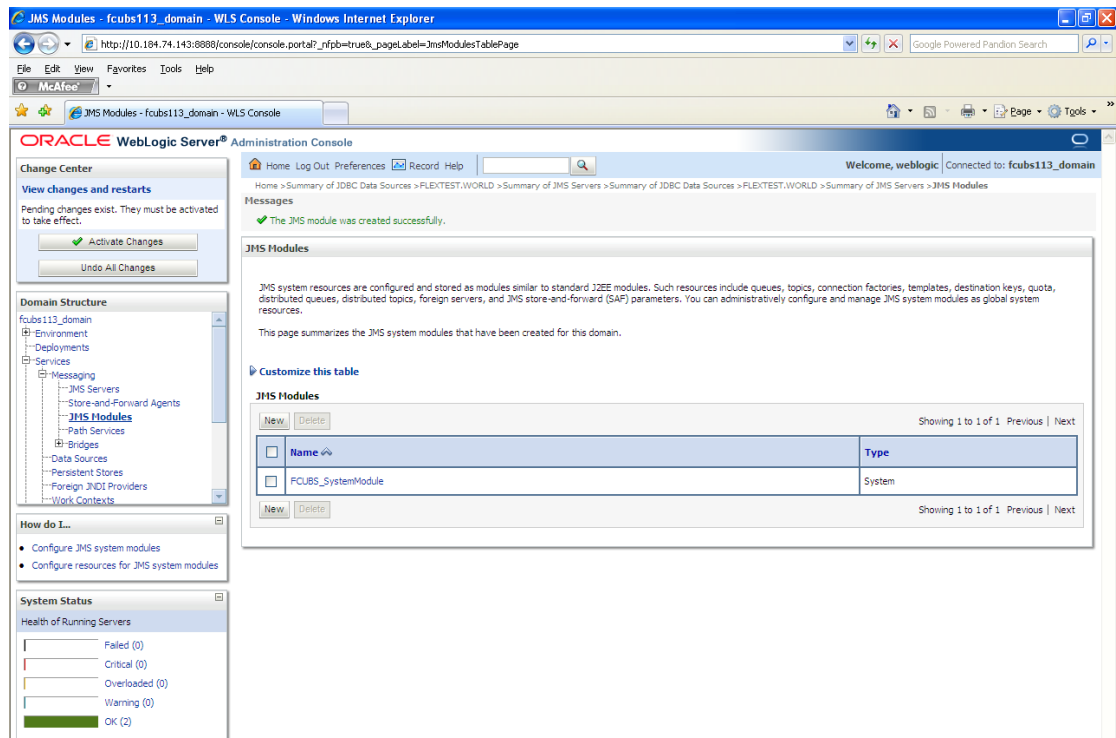 JMS Modules - fcubs113_domain - WLS Console - Windows Internet Explorer
http://10.184.74.143:8888/console/console.portal?_nfpb=true&_pageLabel=JmsModulesTablePage
Google Powered Pandion Search
File Edit View Favorites Tools Help
McAfee
JMS Modules - fcubs113_domain - WLS Console
Page Tools
ORACLE WebLogic Server® Administration Console
Change Center
View changes and restarts
Pending changes exist. They must be activated
to take effect.
Activate Changes
Undo All Changes
Domain Structure
fcubs113_domain
Environment
Deployments
Services
Messaging
JMS Servers
Store-and-Forward Agents
JMS Modules
Path Services
Bridges
Data Sources
Persistent Stores
Foreign JNDI Providers
Work Contexts
How do I...
Configure JMS system modules
Configure resources for JMS system modules
System Status
Health of Running Servers
Failed (0)
Critical (0)
Overloaded (0)
Warning (0)
OK (2)
Home Log Out Preferences Record Help
Welcome, weblogic Connected to: fcubs113_domain
Home >Summary of JDBC Data Sources >FLEXTEST.WORLD >Summary of JMS Servers >Summary of JDBC Data Sources >FLEXTEST.WORLD >Summary of JMS Servers >JMS Modules
Messages
The JMS module was created successfully.
JMS Modules
JMS system resources are configured and stored as modules similar to standard J2EE modules. Such resources include queues, topics, connection factories, templates, destination keys, quota,
distributed queues, distributed topics, foreign servers, and JMS store-and-forward (SAF) parameters. You can administratively configure and manage JMS system modules as global system
resources.
This page summarizes the JMS system modules that have been created for this domain.
Customize this table
JMS Modules
New Delete Showing 1 to 1 of 1 Previous | Next
Name Type
FCUBS_SystemModule System
New Delete Showing 1 to 1 of 1 Previous | Next